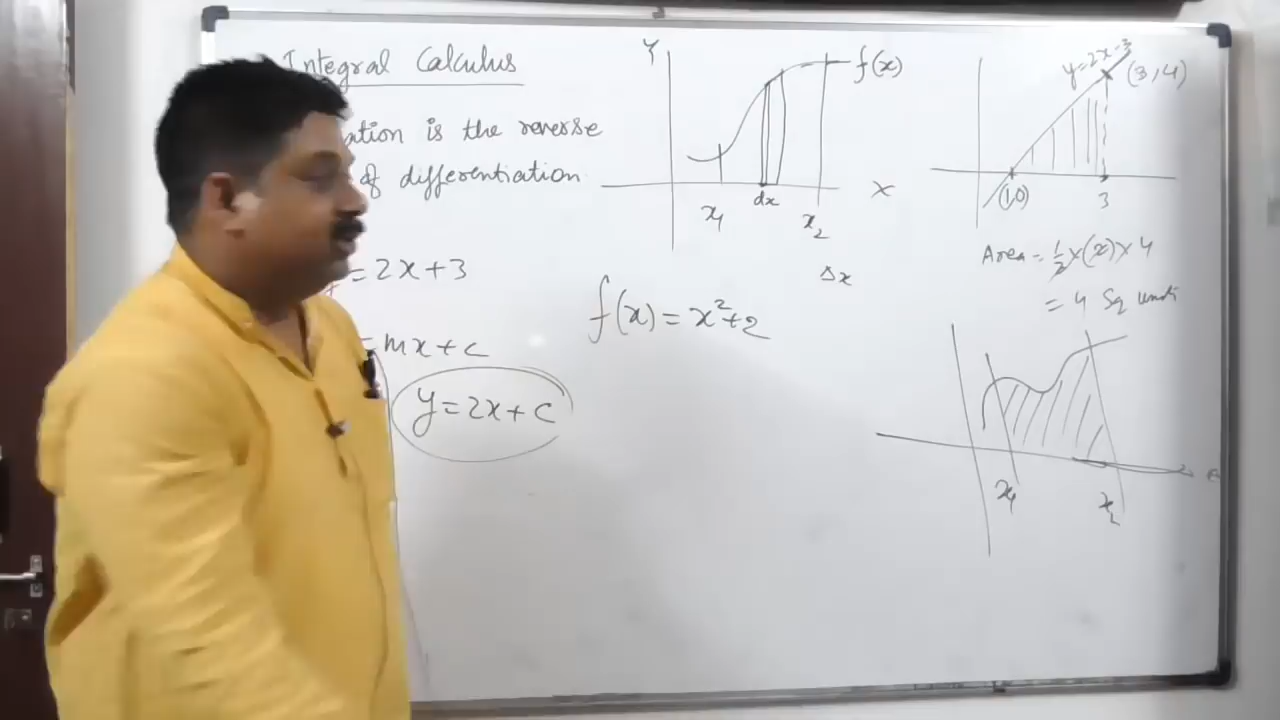 Integral Calculus
ation is the reverse
of differentiation
= 2x+3
= mx + c
y = 2x + c
Y
f(x)
x₁
dx
x₂
X
Δx
f(x) = x²+2
y=2x-3
(3,4)
(1,0)
3
Area = ½ x (2) x 4
= 4 Sq units
x₁
x₂